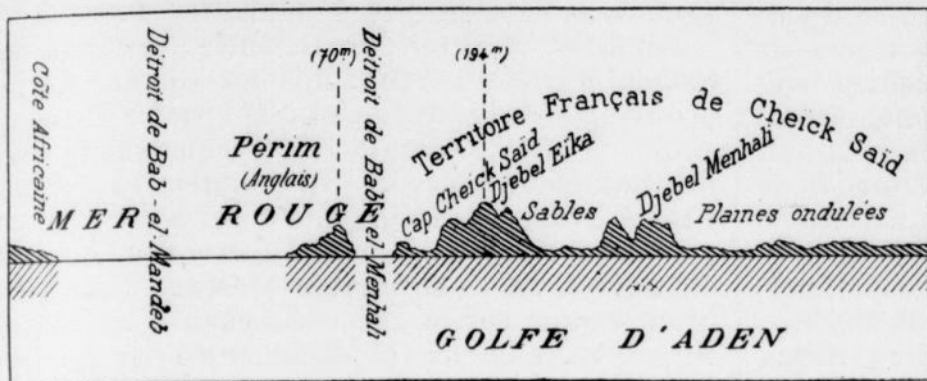 Côte Africaine
Détroit de Bab-el-Mandeb
(70m)
Périm
(Anglais)
Détroit de Bab-el-Menhali
(194m)
Territoire Français de Cheick Saïd
Cap Cheick Saïd
Djebel Eika
Sables
Djebel Menhali
Plaines ondulées
MER ROUGE
GOLFE D'ADEN